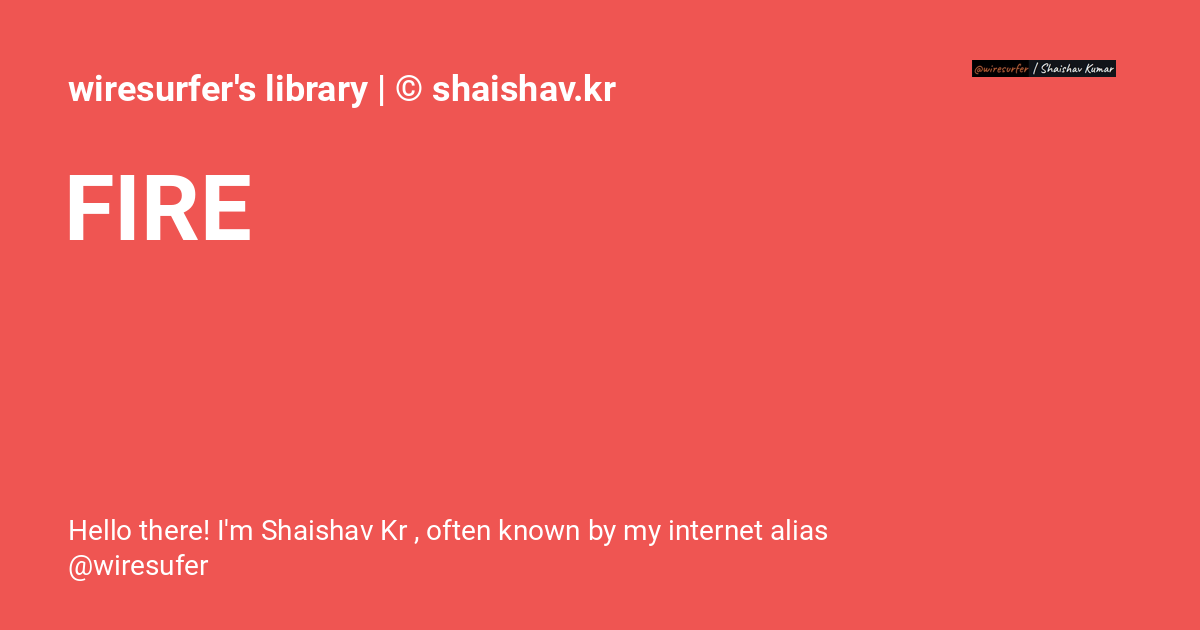 wiresurfer's library | © shaishav.kr
@wiresurfer | Shaishav Kumar
FIRE
Hello there! I'm Shaishav Kr , often known by my internet alias
@wiresufer